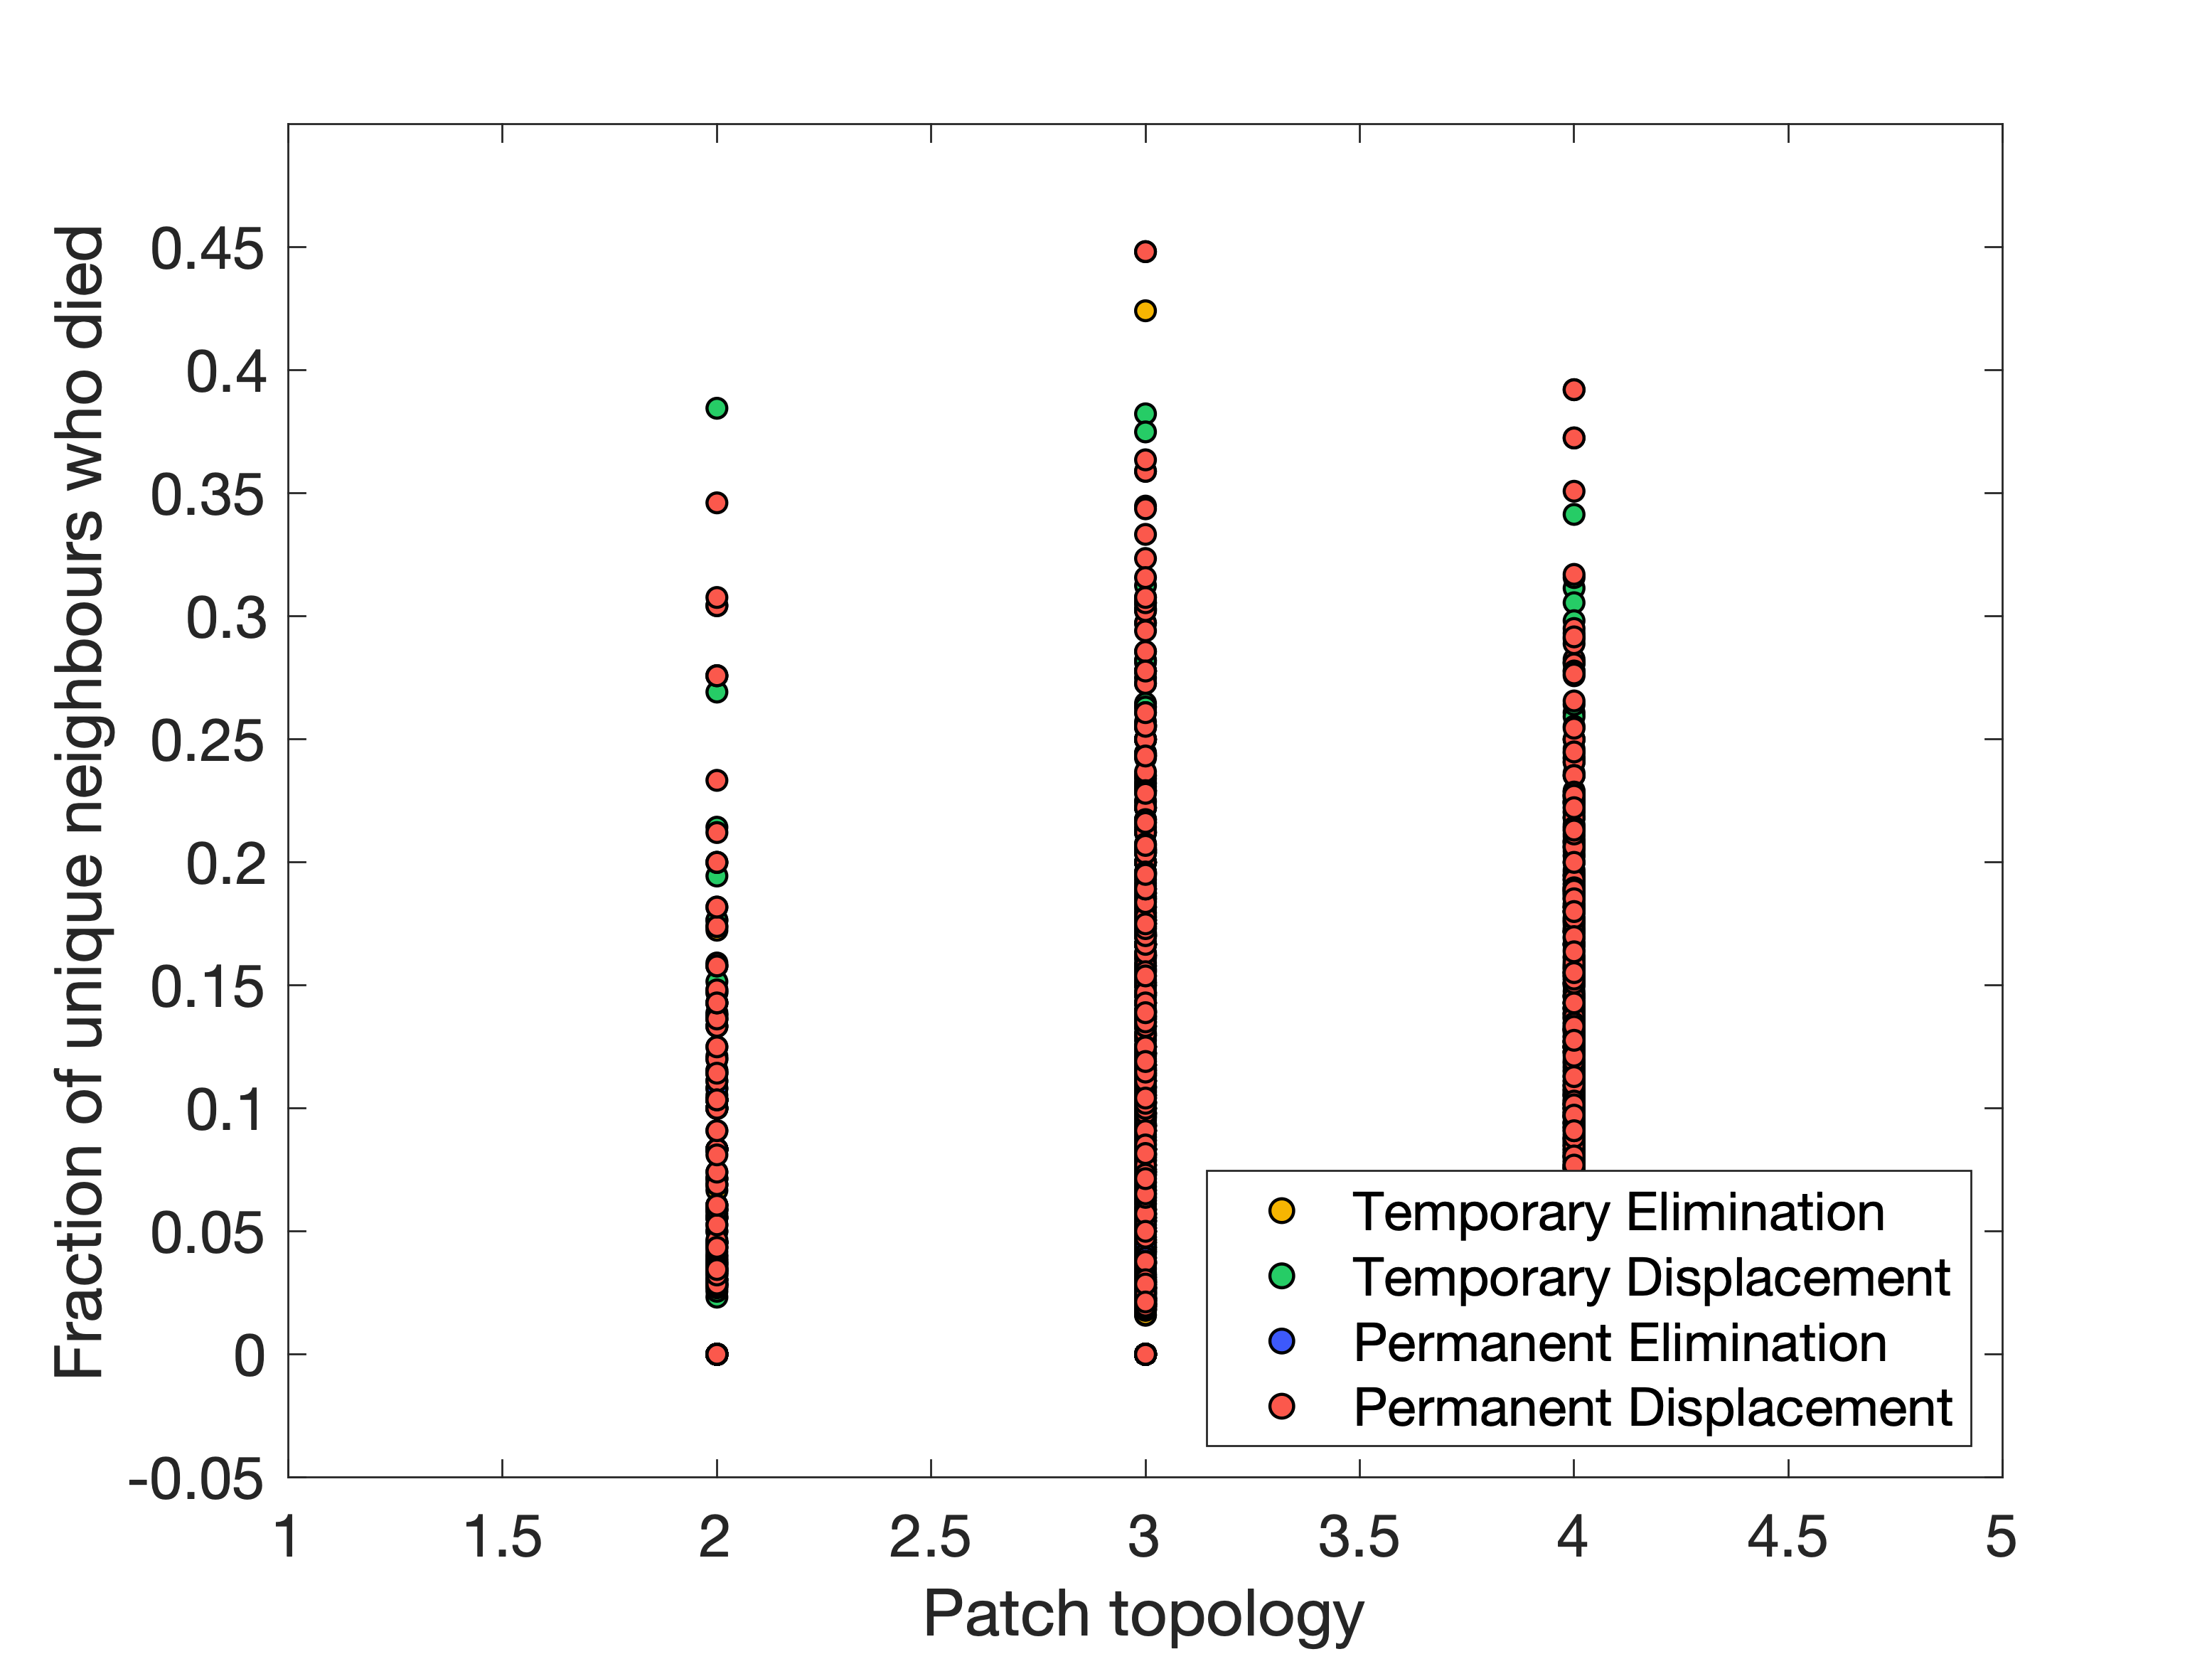 Fraction of unique neighbours who died
0.45
0.4
0.35
0.3
0.25
0.2
0.15
0.1
0.05
0
-0.05
1 1.5 2 2.5 3 3.5 4 4.5 5
Patch topology
Temporary Elimination
Temporary Displacement
Permanent Elimination
Permanent Displacement